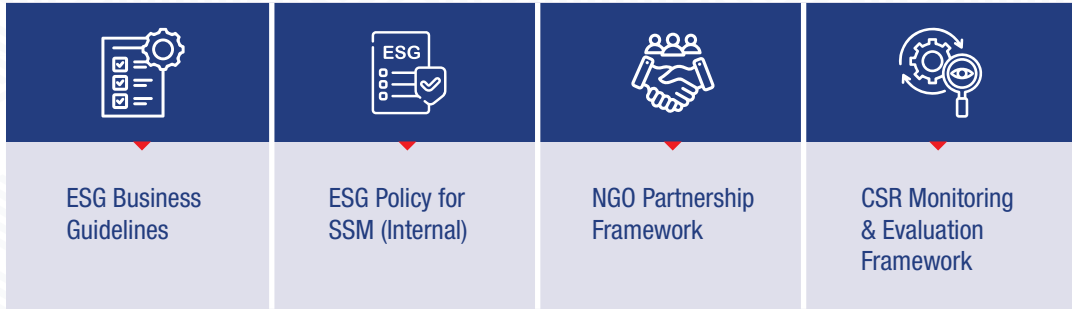 ESG
ESG Business
Guidelines
ESG Policy for
SSM (Internal)
NGO Partnership
Framework
CSR Monitoring
& Evaluation
Framework